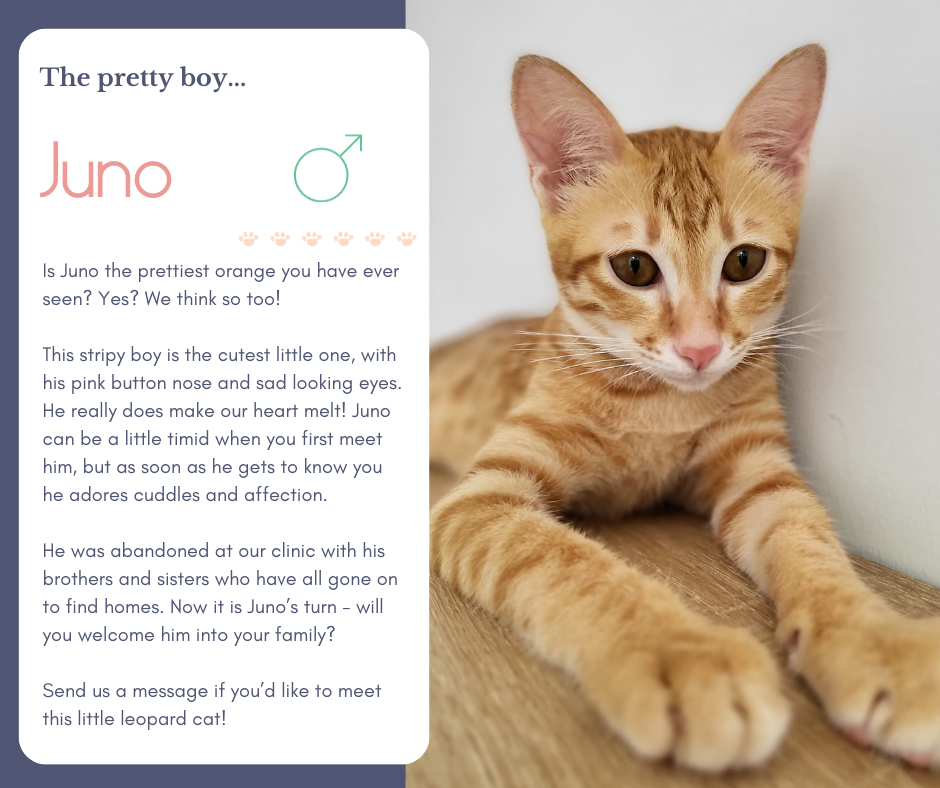 The pretty boy...
Juno
Is Juno the prettiest orange you have ever
seen? Yes? We think so too!
This stripy boy is the cutest little one, with
his pink button nose and sad looking eyes.
He really does make our heart melt! Juno
can be a little timid when you first meet
him, but as soon as he gets to know you
he adores cuddles and affection.
He was abandoned at our clinic with his
brothers and sisters who have all gone on
to find homes. Now it is Juno’s turn – will
you welcome him into your family?
Send us a message if you’d like to meet
this little leopard cat!